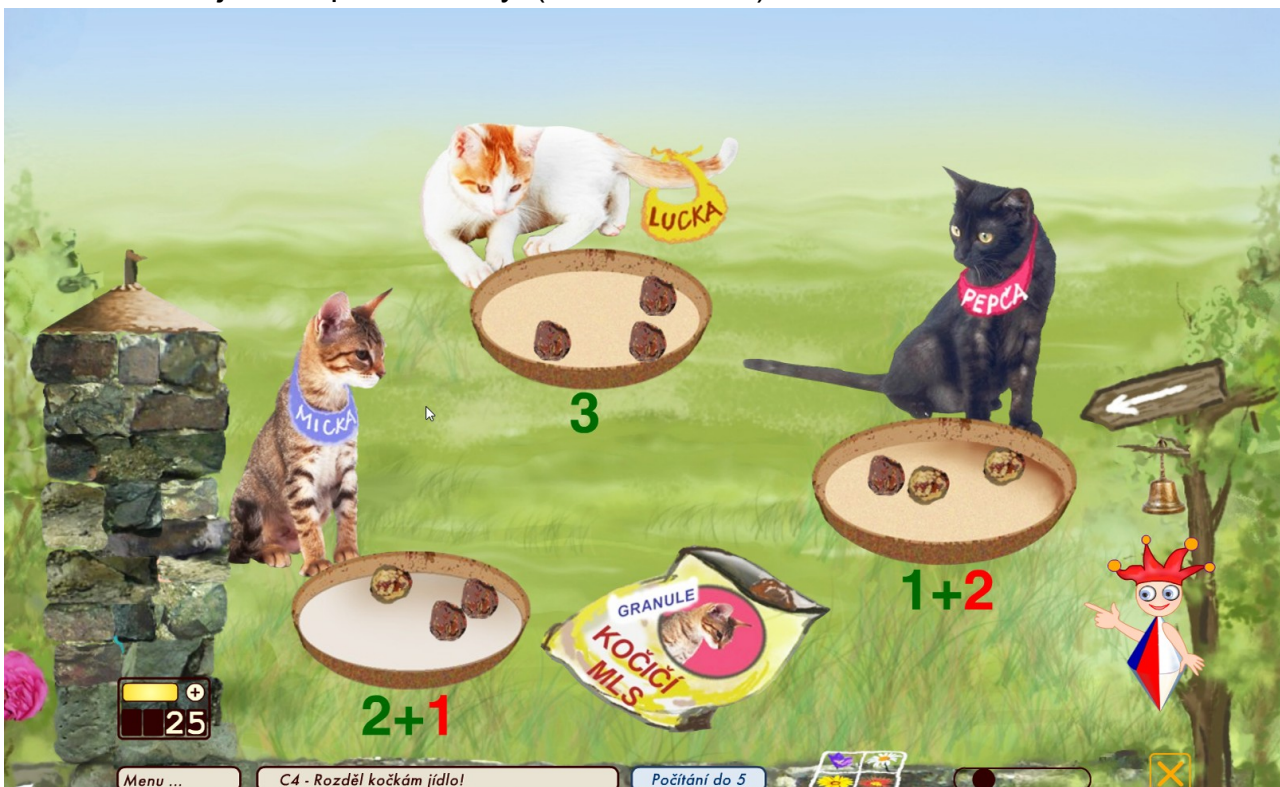 LUCKA
PEPČA
MICKA
3
1+2
GRANULE
KOČIČÍ
MLS
2+1
25
Menu ...
C4 - Rozděl kočkám jídlo!
Počítání do 5